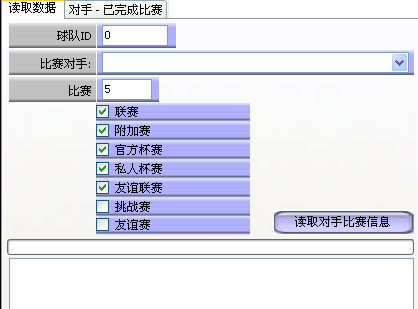 读取数据 对手 - 已完成比赛
球队ID 0
比赛对手:
比赛 5
联赛
附加赛
官方杯赛
私人杯赛
友谊联赛
挑战赛
友谊赛
读取对手比赛信息